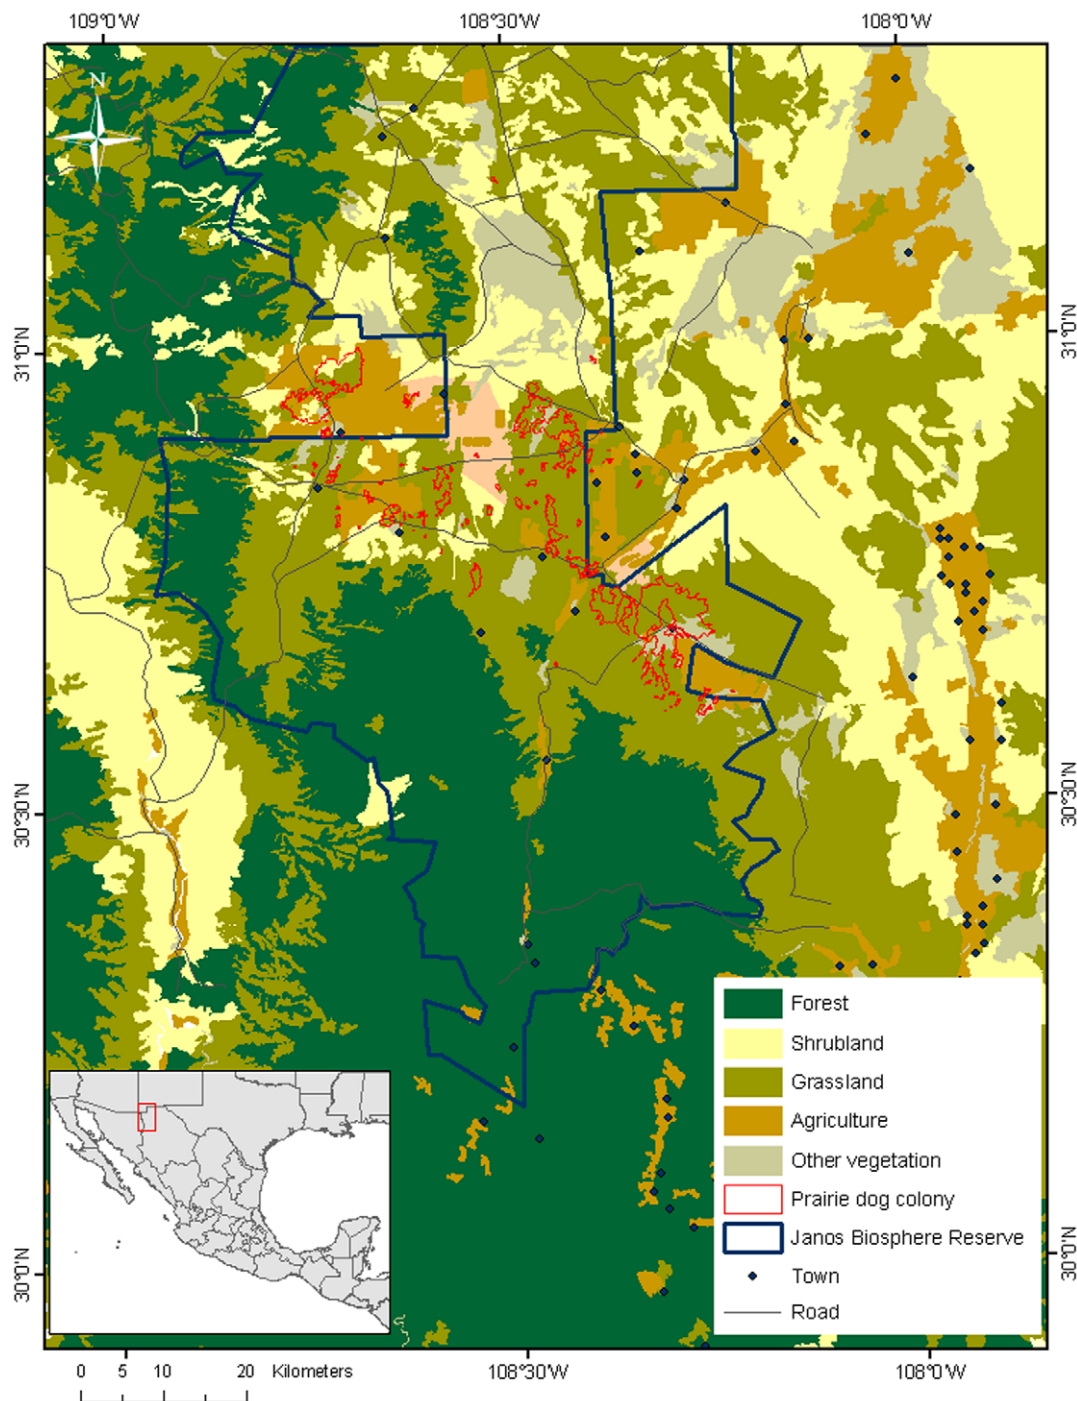 109°0'W 108°30'W 108°0'W
N
31°0'N 31°0'N
30°30'N 30°30'N
Forest
Shrubland
Grassland
Agriculture
Other vegetation
Prairie dog colony
Janos Biosphere Reserve
Town
Road
30°0'N 30°0'N
0 5 10 20 Kilometers
108°30'W 108°0'W